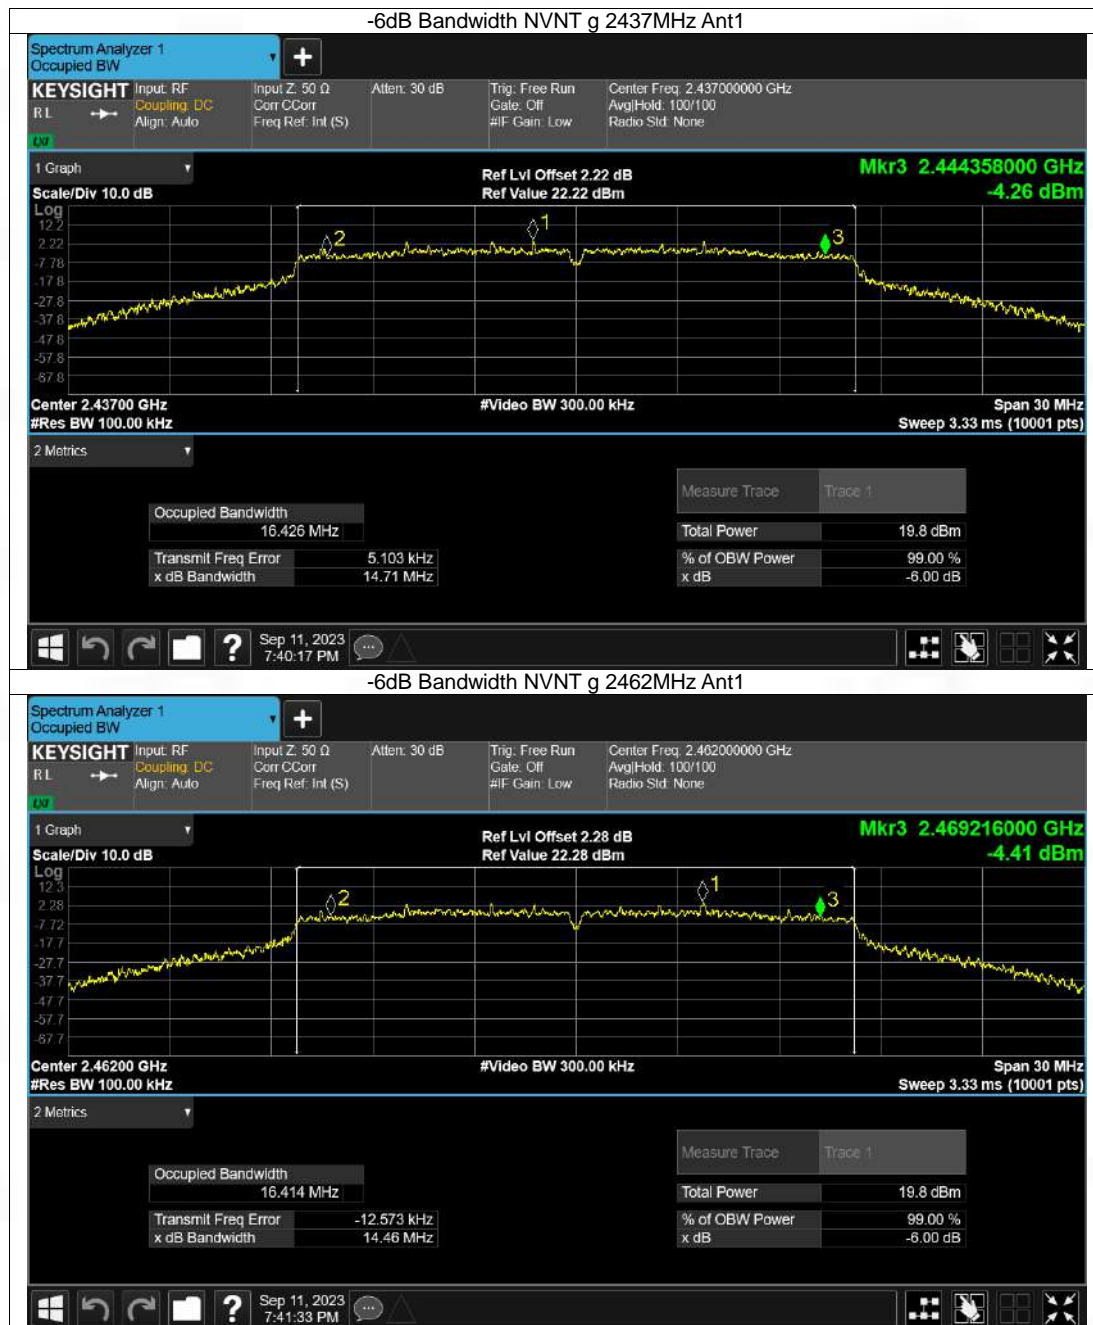 -6dB Bandwidth NVNT g 2437MHz Ant1
Spectrum Analyzer 1
Occupied BW
KEYSIGHT Input: RF Input Z: 50 Ω Atten: 30 dB Trig: Free Run Center Freq: 2.437000000 GHz
RL Coupling: DC Corr CCorr Gate: Off Avg|Hold: 100/100
Align: Auto Freq Ref: Int (S) #IF Gain: Low Radio Std: None
LXI
1 Graph Ref Lvl Offset 2.22 dB Mkr3 2.444358000 GHz
Scale/Div 10.0 dB Ref Value 22.22 dBm -4.26 dBm
Log
12.2
2.22
-7.78
-17.8
-27.8
-37.8
-47.8
-57.8
-67.8
2
1
3
Center 2.43700 GHz #Video BW 300.00 kHz Span 30 MHz
#Res BW 100.00 kHz Sweep 3.33 ms (10001 pts)
2 Metrics
Measure Trace Trace 1
Occupied Bandwidth
16.426 MHz Total Power 19.8 dBm
Transmit Freq Error 5.103 kHz % of OBW Power 99.00 %
x dB Bandwidth 14.71 MHz x dB -6.00 dB
? Sep 11, 2023
7:40:17 PM
-6dB Bandwidth NVNT g 2462MHz Ant1
Spectrum Analyzer 1
Occupied BW
KEYSIGHT Input: RF Input Z: 50 Ω Atten: 30 dB Trig: Free Run Center Freq: 2.462000000 GHz
RL Coupling: DC Corr CCorr Gate: Off Avg|Hold: 100/100
Align: Auto Freq Ref: Int (S) #IF Gain: Low Radio Std: None
LXI
1 Graph Ref Lvl Offset 2.28 dB Mkr3 2.469216000 GHz
Scale/Div 10.0 dB Ref Value 22.28 dBm -4.41 dBm
Log
12.3
2.28
-7.72
-17.7
-27.7
-37.7
-47.7
-57.7
-67.7
2
1
3
Center 2.46200 GHz #Video BW 300.00 kHz Span 30 MHz
#Res BW 100.00 kHz Sweep 3.33 ms (10001 pts)
2 Metrics
Measure Trace Trace 1
Occupied Bandwidth
16.414 MHz Total Power 19.8 dBm
Transmit Freq Error -12.573 kHz % of OBW Power 99.00 %
x dB Bandwidth 14.46 MHz x dB -6.00 dB
? Sep 11, 2023
7:41:33 PM